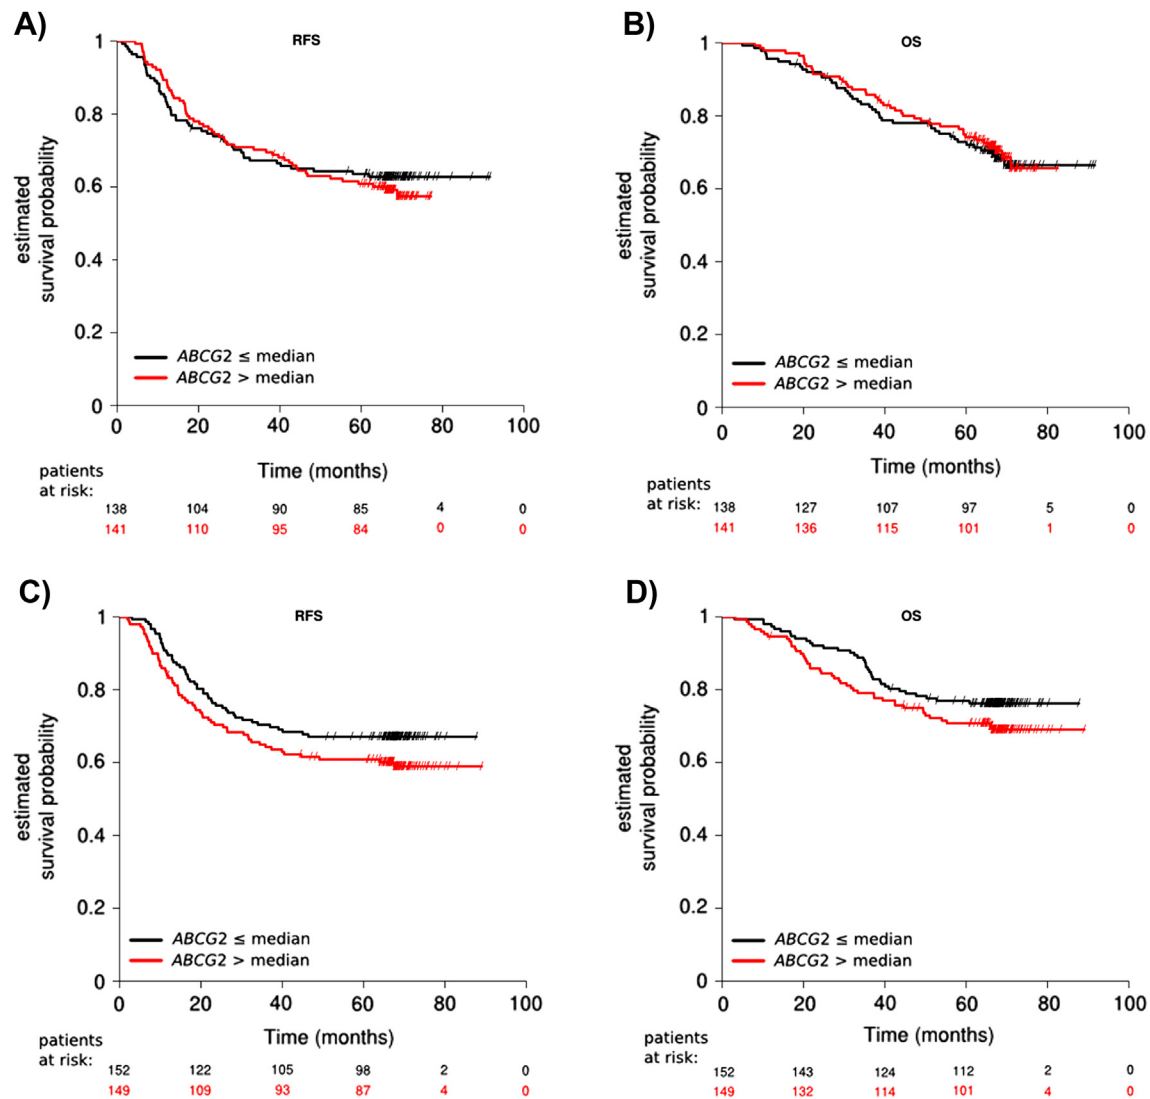 A)
RFS
1
0.8
0.6
0.4
0.2
0
estimated
survival probability
ABCG2 ≤ median
ABCG2 > median
0 20 40 60 80 100
Time (months)
patients
at risk:
138 104 90 85 4 0
141 110 95 84 0 0
B)
OS
1
0.8
0.6
0.4
0.2
0
estimated
survival probability
ABCG2 ≤ median
ABCG2 > median
0 20 40 60 80 100
Time (months)
patients
at risk:
138 127 107 97 5 0
141 136 115 101 1 0
C)
RFS
1
0.8
0.6
0.4
0.2
0
estimated
survival probability
ABCG2 ≤ median
ABCG2 > median
0 20 40 60 80 100
Time (months)
patients
at risk:
152 122 105 98 2 0
149 109 93 87 4 0
D)
OS
1
0.8
0.6
0.4
0.2
0
estimated
survival probability
ABCG2 ≤ median
ABCG2 > median
0 20 40 60 80 100
Time (months)
patients
at risk:
152 143 124 112 2 0
149 132 114 101 4 0